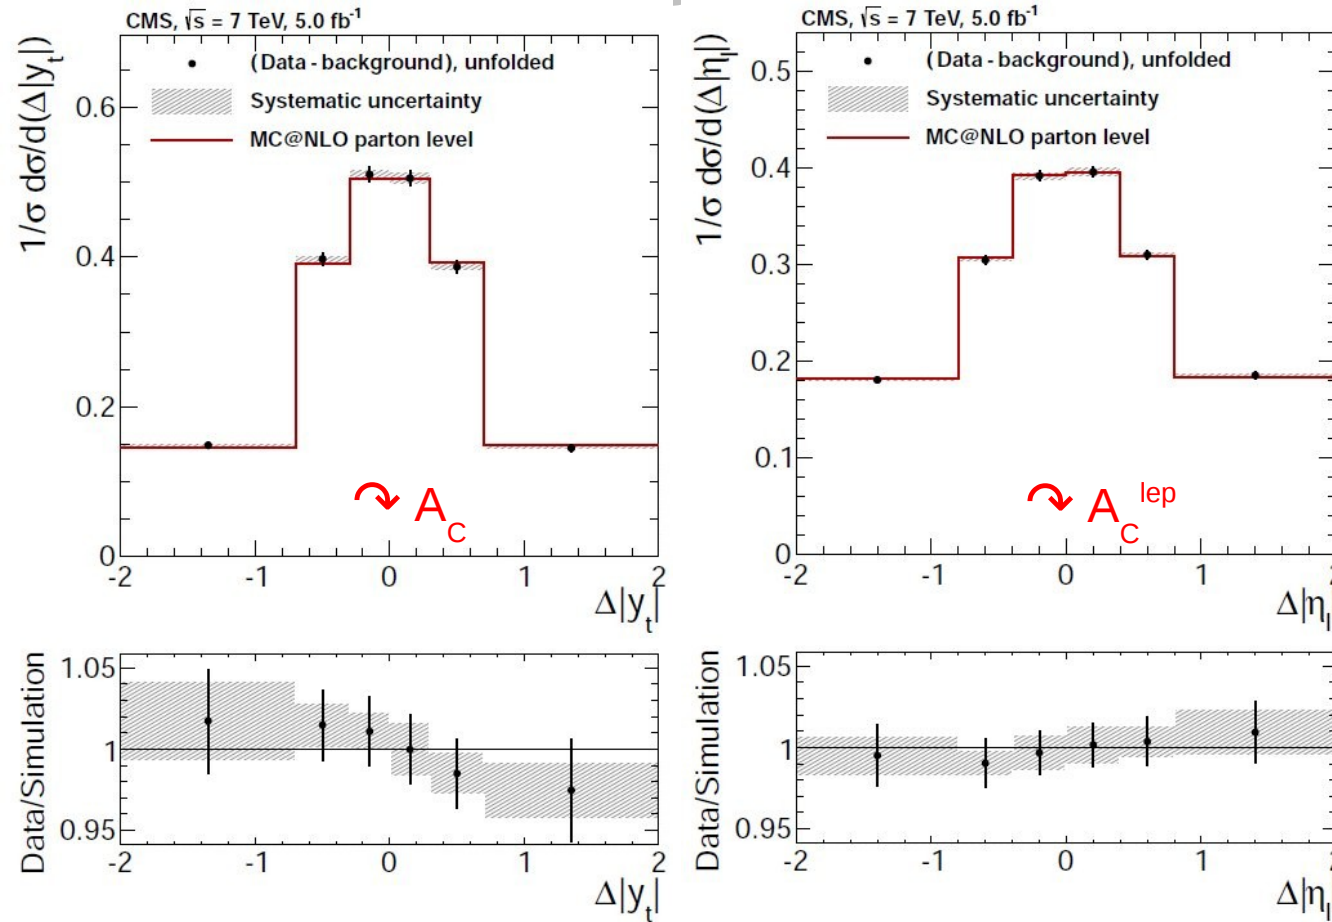 CMS, √s = 7 TeV, 5.0 fb⁻¹
1/σ dσ/d(Δ|y_t|)
(Data - background), unfolded
Systematic uncertainty
MC@NLO parton level
0.6
0.4
0.2
0
A_C
-2 -1 0 1 2
Δ|y_t|
Data/Simulation
1.05
1
0.95
-2 -1 0 1 2
Δ|y_t|
CMS, √s = 7 TeV, 5.0 fb⁻¹
1/σ dσ/d(Δ|η_l|)
(Data - background), unfolded
Systematic uncertainty
MC@NLO parton level
0.5
0.4
0.3
0.2
0.1
0
A_C^lep
-2 -1 0 1 2
Δ|η_l|
Data/Simulation
1.05
1
0.95
-2 -1 0 1 2
Δ|η_l|